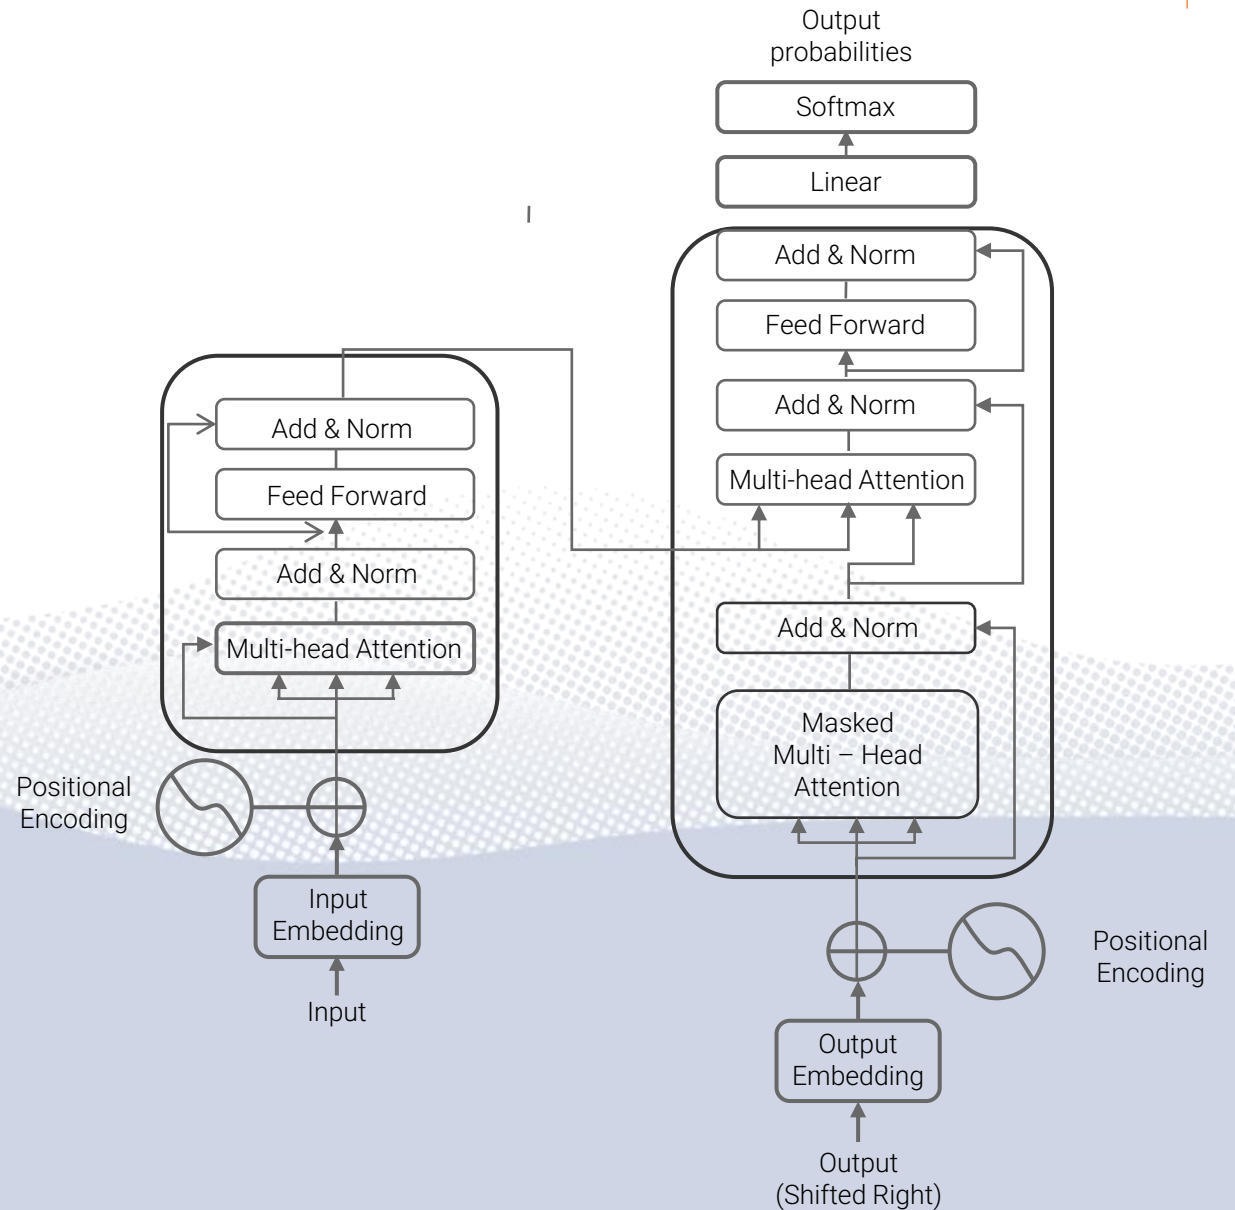 Output
probabilities
Softmax
Linear
Add & Norm
Feed Forward
Add & Norm
Multi-head Attention
Add & Norm
Masked
Multi – Head
Attention
Positional
Encoding
Output
Embedding
Output
(Shifted Right)
Add & Norm
Feed Forward
Add & Norm
Multi-head Attention
Positional
Encoding
Input
Embedding
Input